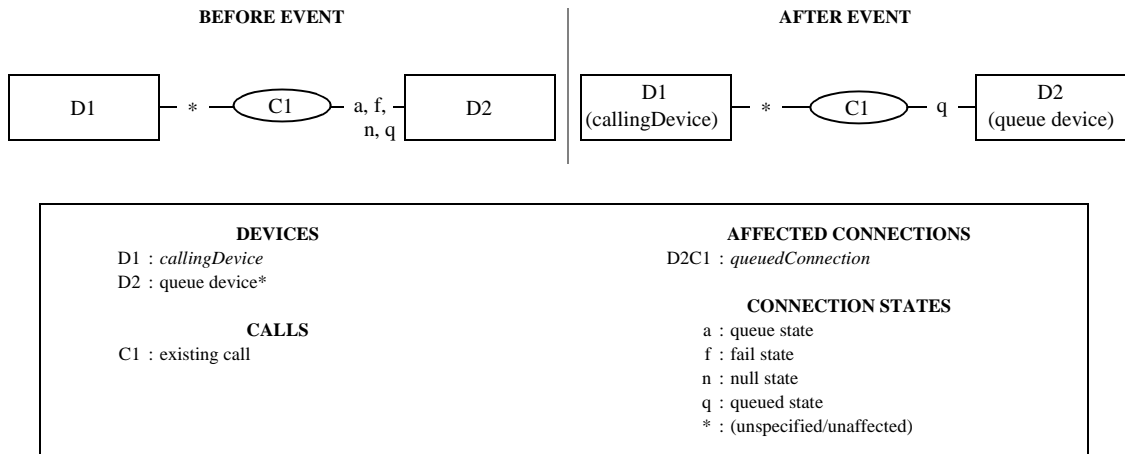 BEFORE EVENT
AFTER EVENT
D1
*
C1
a, f,
n, q
D2
D1
(callingDevice)
*
C1
q
D2
(queue device)
DEVICES
D1 : callingDevice
D2 : queue device*
CALLS
C1 : existing call
AFFECTED CONNECTIONS
D2C1 : queuedConnection
CONNECTION STATES
a : queue state
f : fail state
n : null state
q : queued state
* : (unspecified/unaffected)